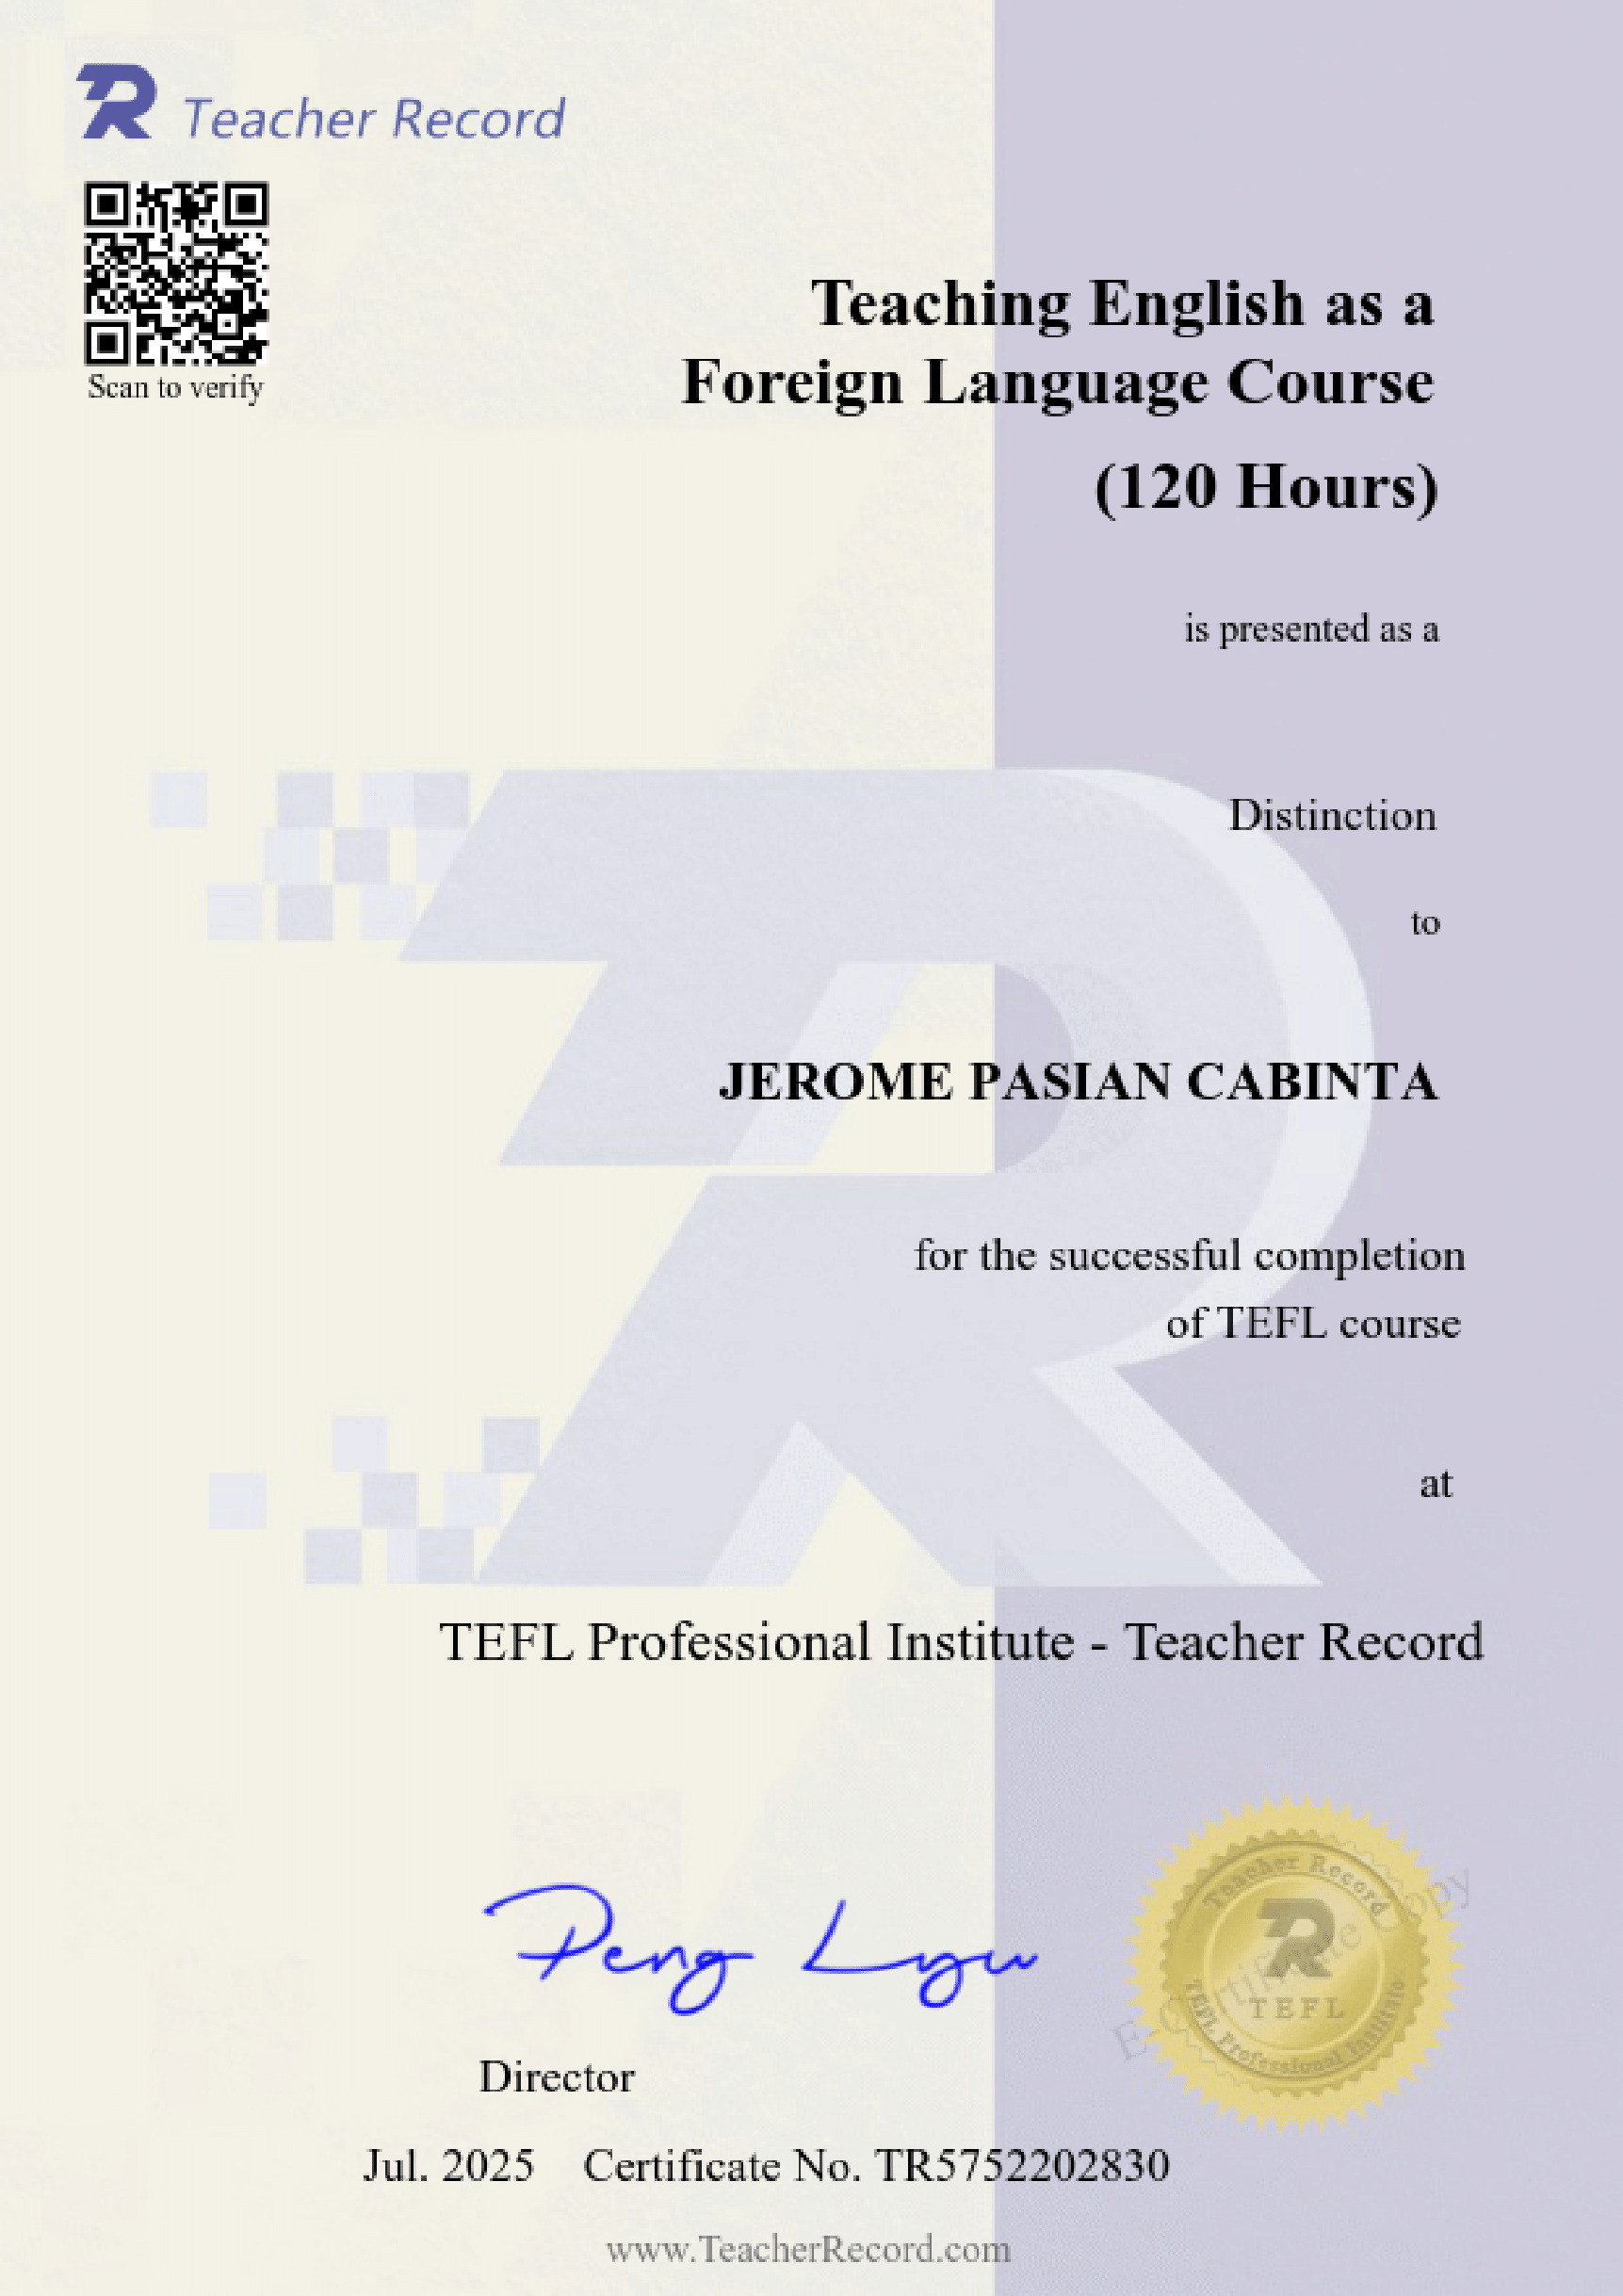 TR Teacher Record
Scan to verify
Teaching English as a
Foreign Language Course
(120 Hours)
is presented as a
Distinction
to
JEROME PASIAN CABINTA
for the successful completion
of TEFL course
at
TEFL Professional Institute - Teacher Record
Peng Lyu
Teacher Record
TR
TEFL
TEFL Professional Institute
E-Certificate Copy
Director
Jul. 2025 Certificate No. TR5752202830
www.TeacherRecord.com